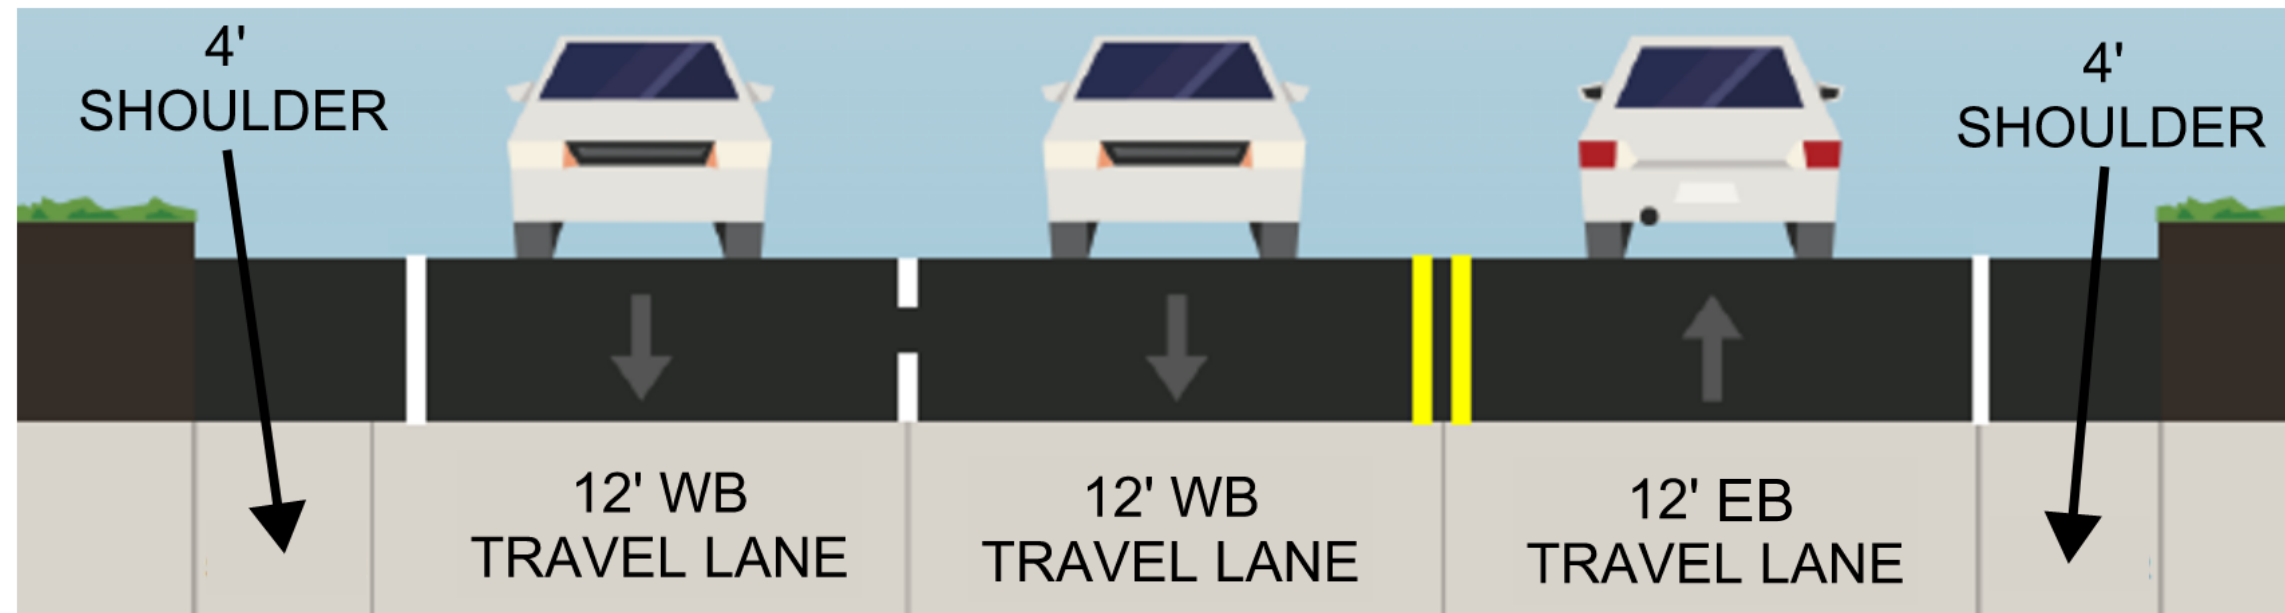 4'
SHOULDER
4'
SHOULDER
12' WB
TRAVEL LANE
12' WB
TRAVEL LANE
12' EB
TRAVEL LANE